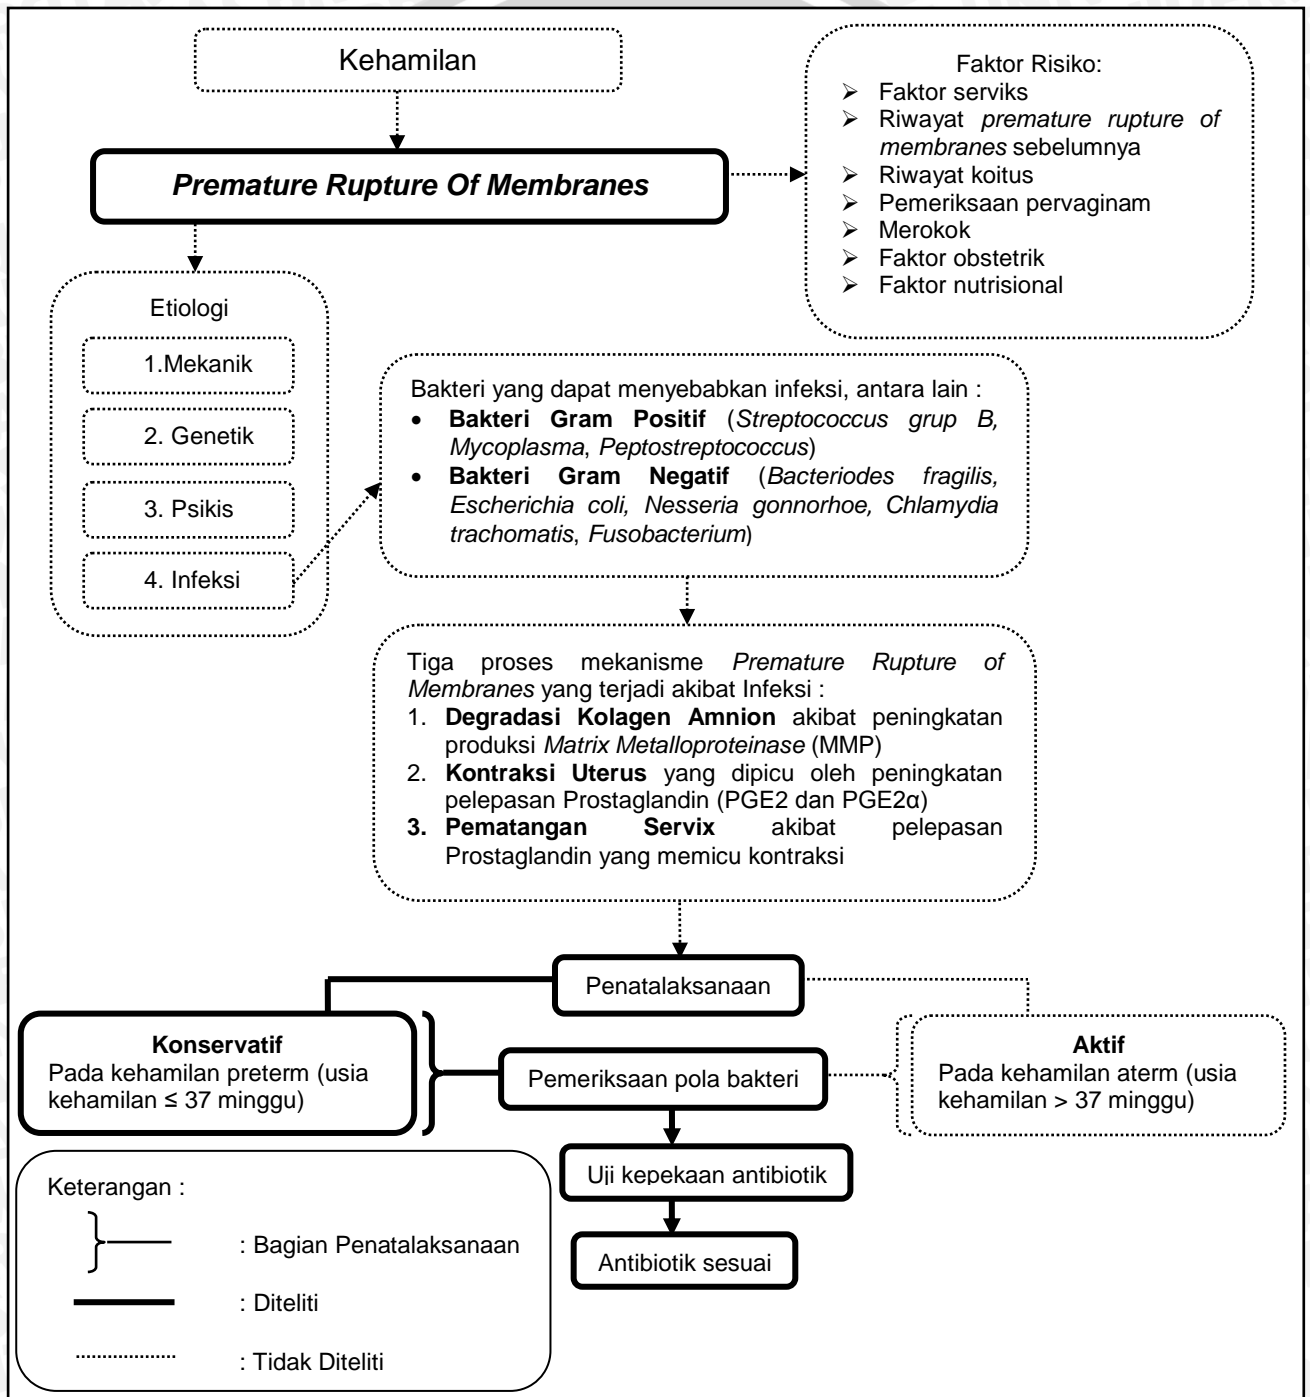 Kehamilan
Faktor Risiko:
➢ Faktor serviks
➢ Riwayat premature rupture of
membranes sebelumnya
➢ Riwayat koitus
➢ Pemeriksaan pervaginam
➢ Merokok
➢ Faktor obstetrik
➢ Faktor nutrisional
Premature Rupture Of Membranes
Etiologi
1.Mekanik
2. Genetik
3. Psikis
4. Infeksi
Bakteri yang dapat menyebabkan infeksi, antara lain :
• Bakteri Gram Positif (Streptococcus grup B,
Mycoplasma, Peptostreptococcus)
• Bakteri Gram Negatif (Bacteriodes fragilis,
Escherichia coli, Nesseria gonnorhoe, Chlamydia
trachomatis, Fusobacterium)
Tiga proses mekanisme Premature Rupture of
Membranes yang terjadi akibat Infeksi :
1. Degradasi Kolagen Amnion akibat peningkatan
produksi Matrix Metalloproteinase (MMP)
2. Kontraksi Uterus yang dipicu oleh peningkatan
pelepasan Prostaglandin (PGE2 dan PGE2α)
3. Pematangan Servix akibat pelepasan
Prostaglandin yang memicu kontraksi
Penatalaksanaan
Konservatif
Pada kehamilan preterm (usia
kehamilan ≤ 37 minggu)
Pemeriksaan pola bakteri
Aktif
Pada kehamilan aterm (usia
kehamilan > 37 minggu)
Uji kepekaan antibiotik
Antibiotik sesuai
Keterangan :
: Bagian Penatalaksanaan
: Diteliti
: Tidak Diteliti